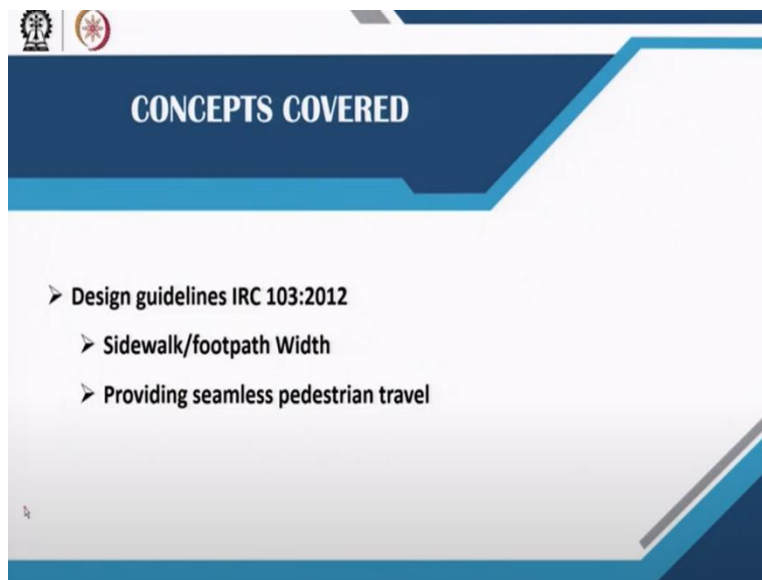 CONCEPTS COVERED
Design guidelines IRC 103:2012
Sidewalk/footpath Width
Providing seamless pedestrian travel